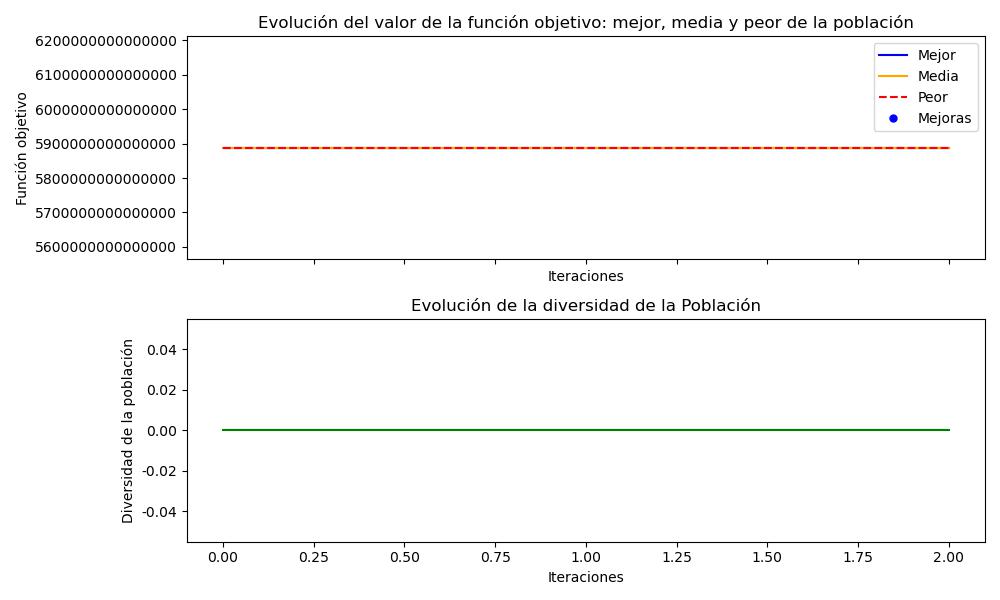 Evolución del valor de la función objetivo: mejor, media y peor de la población
Función objetivo
6200000000000000
6100000000000000
6000000000000000
5900000000000000
5800000000000000
5700000000000000
5600000000000000
Mejor
Media
Peor
Mejoras
Iteraciones
Evolución de la diversidad de la Población
Diversidad de la población
0.04
0.02
0.00
-0.02
-0.04
0.00 0.25 0.50 0.75 1.00 1.25 1.50 1.75 2.00
Iteraciones